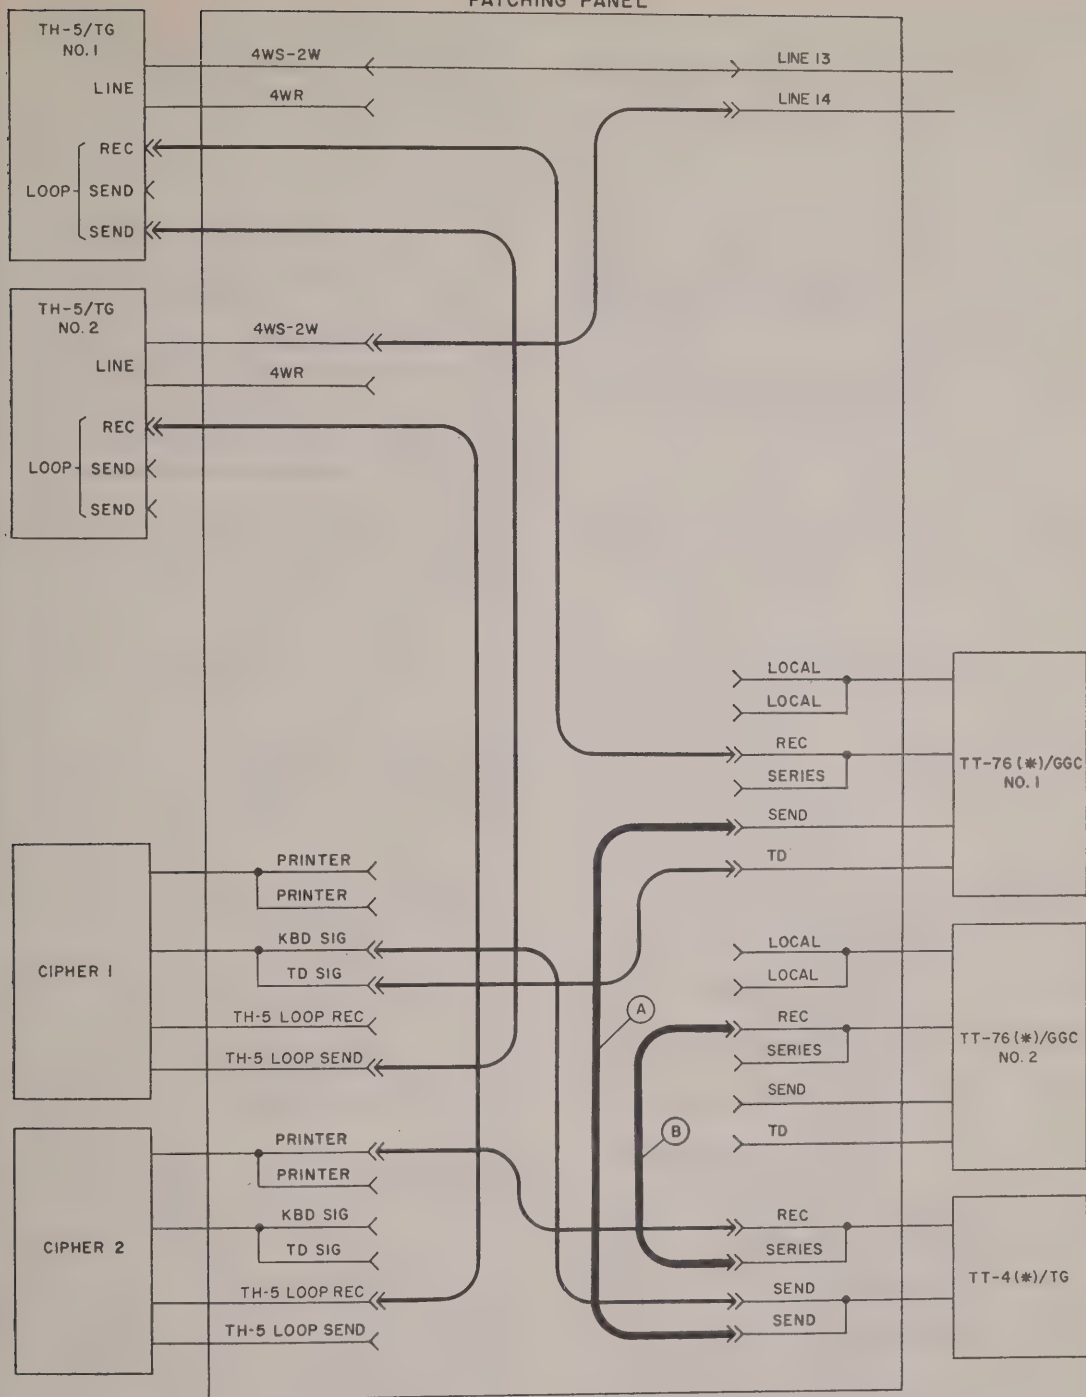 PATCHING PANEL
TH-5/TG
NO. 1
LINE
4WS-2W
4WR
LOOP
REC
SEND
SEND
LINE 13
LINE 14
TH-5/TG
NO. 2
LINE
4WS-2W
4WR
LOOP
REC
SEND
SEND
LOCAL
LOCAL
REC
SERIES
SEND
TD
TT-76(*)/GGC
NO. 1
CIPHER 1
PRINTER
PRINTER
KBD SIG
TD SIG
TH-5 LOOP REC
TH-5 LOOP SEND
A
LOCAL
LOCAL
REC
SERIES
SEND
TD
TT-76(*)/GGC
NO. 2
B
CIPHER 2
PRINTER
PRINTER
KBD SIG
TD SIG
TH-5 LOOP REC
TH-5 LOOP SEND
REC
SERIES
SEND
SEND
TT-4(*)/TG